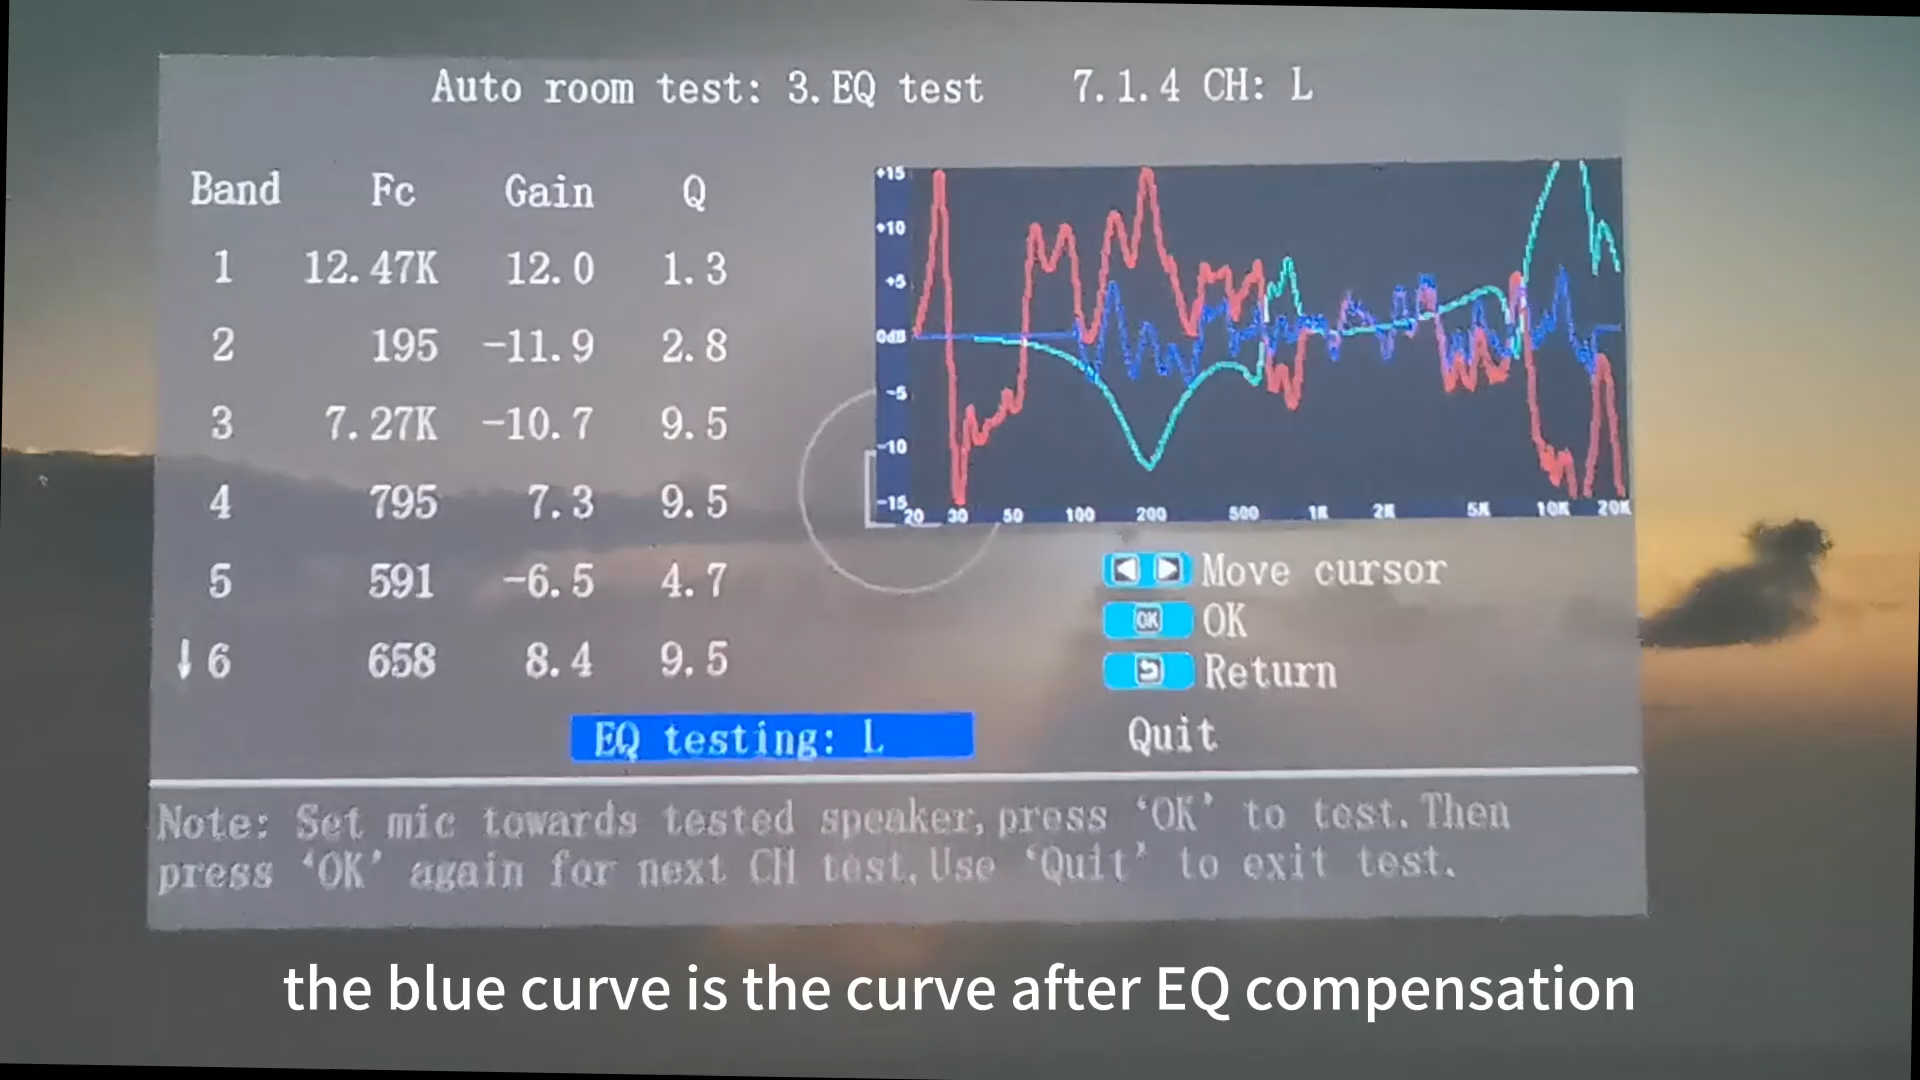 Auto room test: 3.EQ test 7.1.4 CH: L
Band Fc Gain Q
1 12.47K 12.0 1.3
2 195 -11.9 2.8
3 7.27K -10.7 9.5
4 795 7.3 9.5
5 591 -6.5 4.7
↓6 658 8.4 9.5
+15
+10
+5
0dB
-5
-10
-15
20 30 50 100 200 500 1K 2K 5K 10K 20K
Move cursor
OK OK
Return
EQ testing: L Quit
Note: Set mic towards tested speaker, press ‘OK’ to test. Then
press ‘OK’ again for next CH test, Use ‘Quit’ to exit test.
the blue curve is the curve after EQ compensation